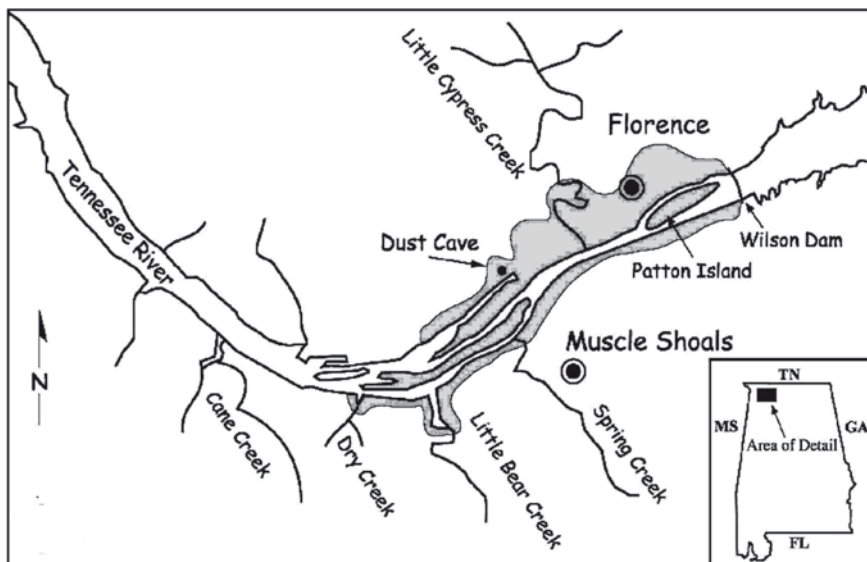 Little Cypress Creek
Florence
Tennessee River
Dust Cave
Wilson Dam
Patton Island
Muscle Shoals
N
Cane Creek
Dry Creek
Little Bear Creek
Spring Creek
TN
MS
GA
Area of Detail
FL